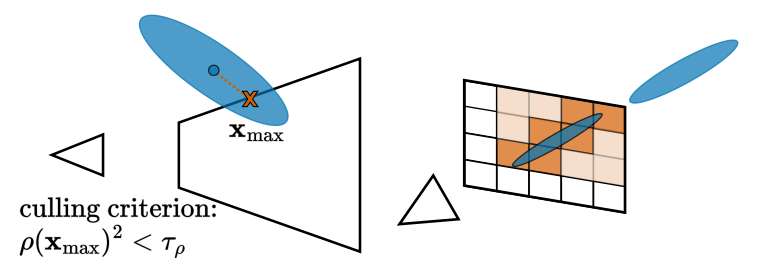 x
x_max
culling criterion:
ρ(x_max)² < τ_ρ